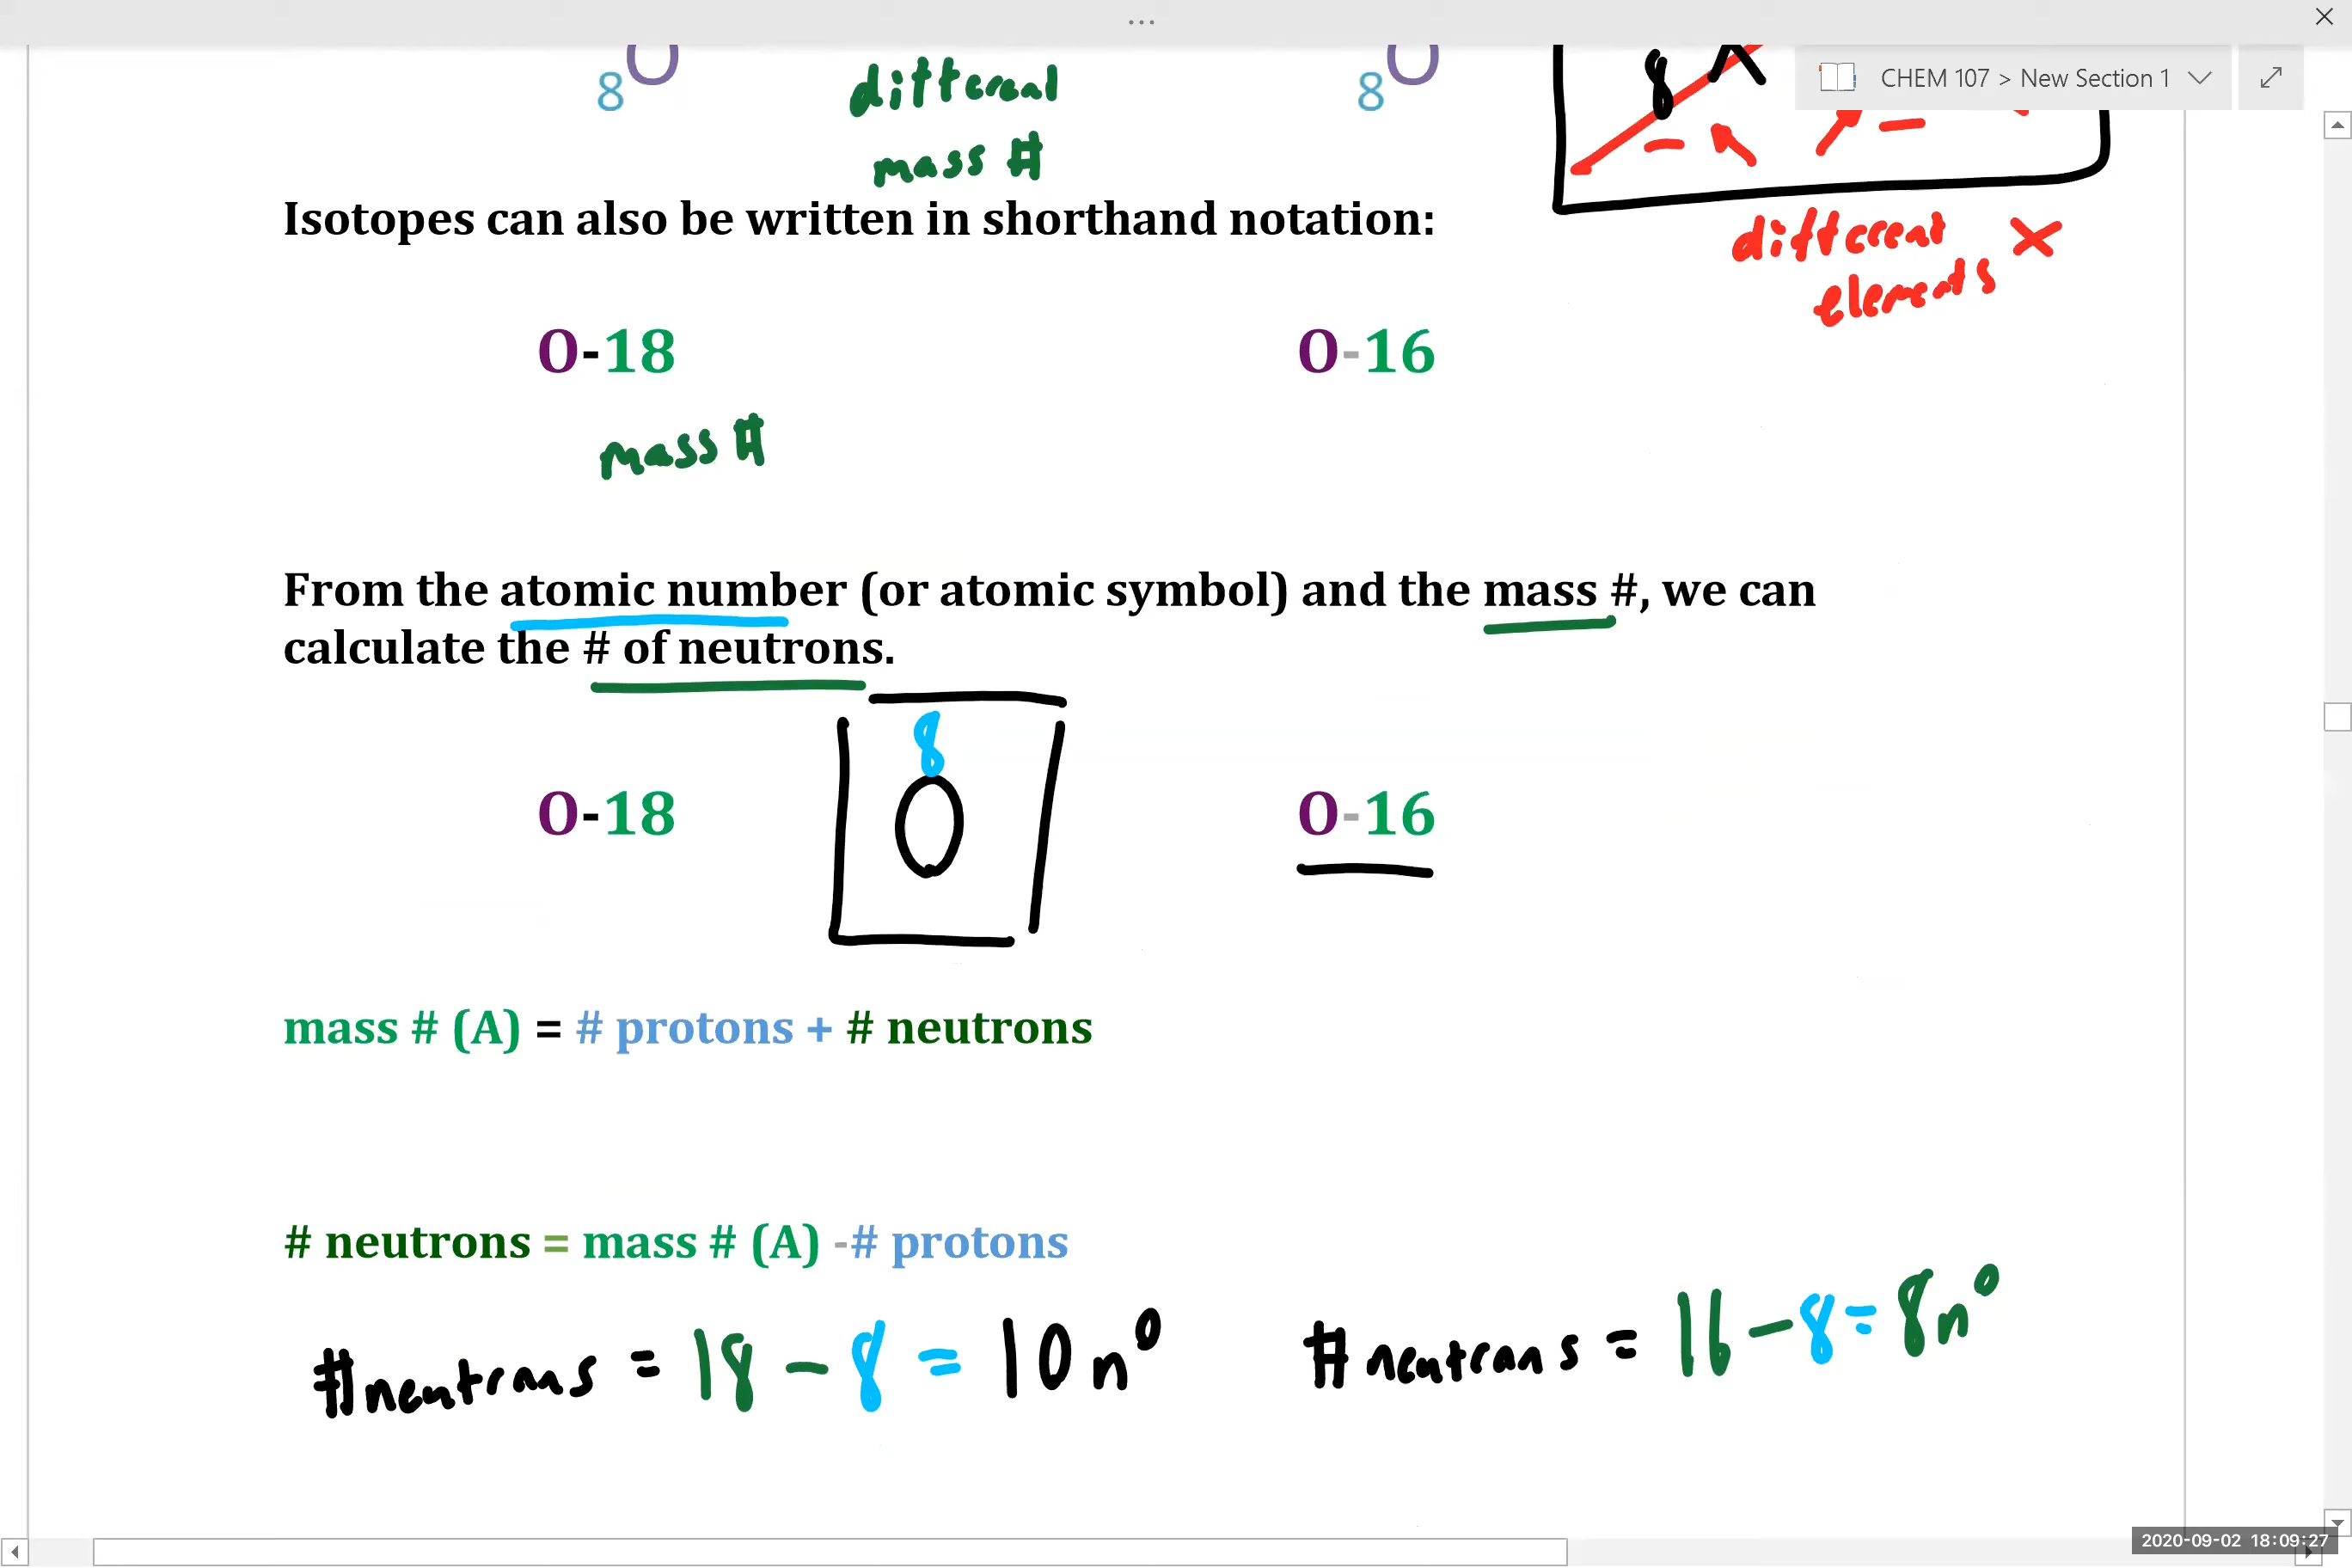 ...
CHEM 107 > New Section 1
8O
different
mass #
8O
8
different
elements X
Isotopes can also be written in shorthand notation:
O-18
O-16
mass #
From the atomic number (or atomic symbol) and the mass #, we can
calculate the # of neutrons.
8
O
O-18
O-16
mass # (A) = # protons + # neutrons
# neutrons = mass # (A) -# protons
# neutrons = 18 - 8 = 10 n⁰
# neutrons = 16 - 8 = 8n⁰
2020-09-02 18:09:27